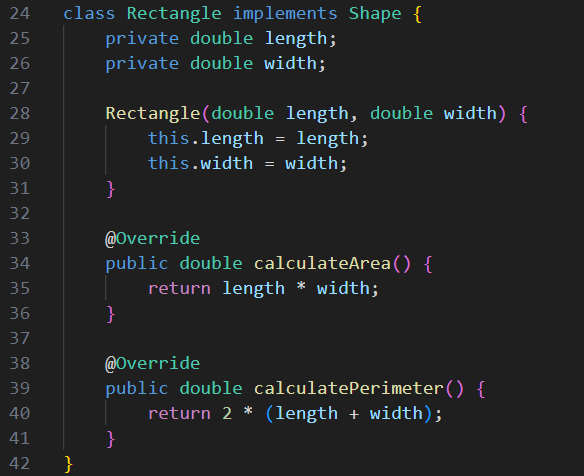 24 class Rectangle implements Shape {
25     private double length;
26     private double width;
27
28     Rectangle(double length, double width) {
29         this.length = length;
30         this.width = width;
31     }
32
33     @Override
34     public double calculateArea() {
35         return length * width;
36     }
37
38     @Override
39     public double calculatePerimeter() {
40         return 2 * (length + width);
41     }
42 }